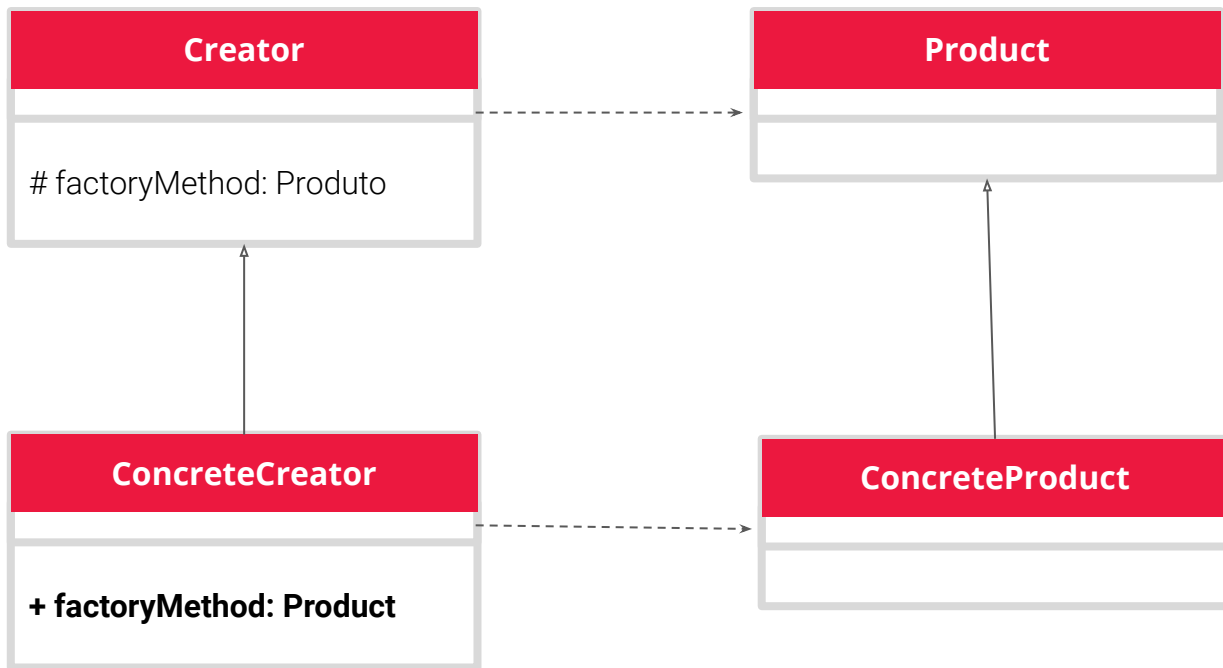 Creator
Product
# factoryMethod: Produto
ConcreteCreator
ConcreteProduct
+ factoryMethod: Product